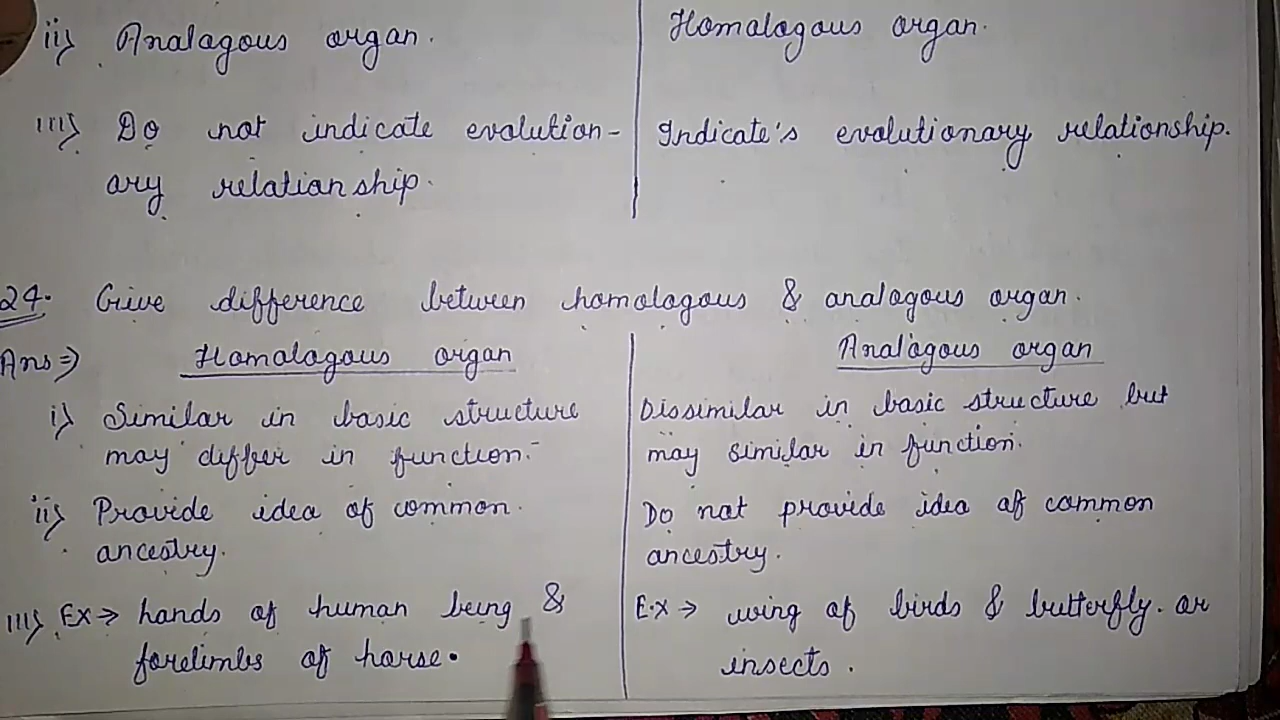 ii) Analagous organ.
Homalogous organ.
iii) Do not indicate evolution-
ary relationship.
Indicate's evolutionary relationship.
24. Give difference between homologous & analogous organ.
Ans⇒ Homalogous organ
Analogous organ
i) Similar in basic structure
may differ in function.
Dissimilar in basic structure but
may similar in function.
ii) Provide idea of common
ancestry.
Do not provide idea of common
ancestry.
iii) Ex→ hands of human being &
forelimbs of horse.
E.x→ wing of birds & butterfly. or
insects.